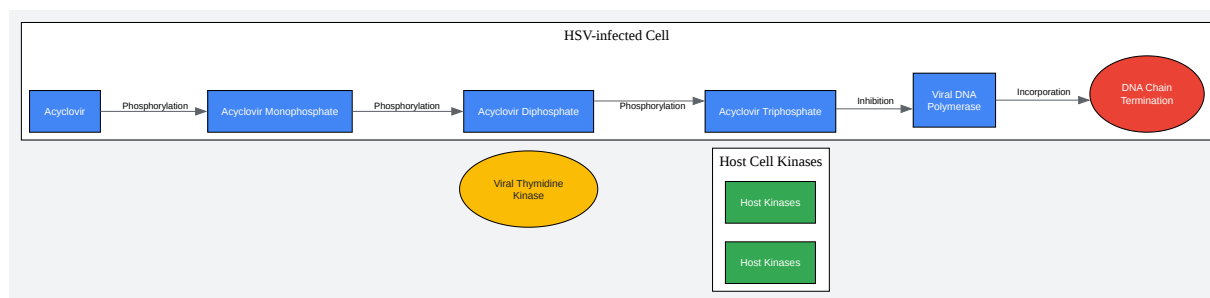 HSV-infected Cell
Acyclovir
Phosphorylation
Acyclovir Monophosphate
Phosphorylation
Acyclovir Diphosphate
Phosphorylation
Acyclovir Triphosphate
Inhibition
Viral DNA
Polymerase
Incorporation
DNA Chain
Termination
Viral Thymidine
Kinase
Host Cell Kinases
Host Kinases
Host Kinases